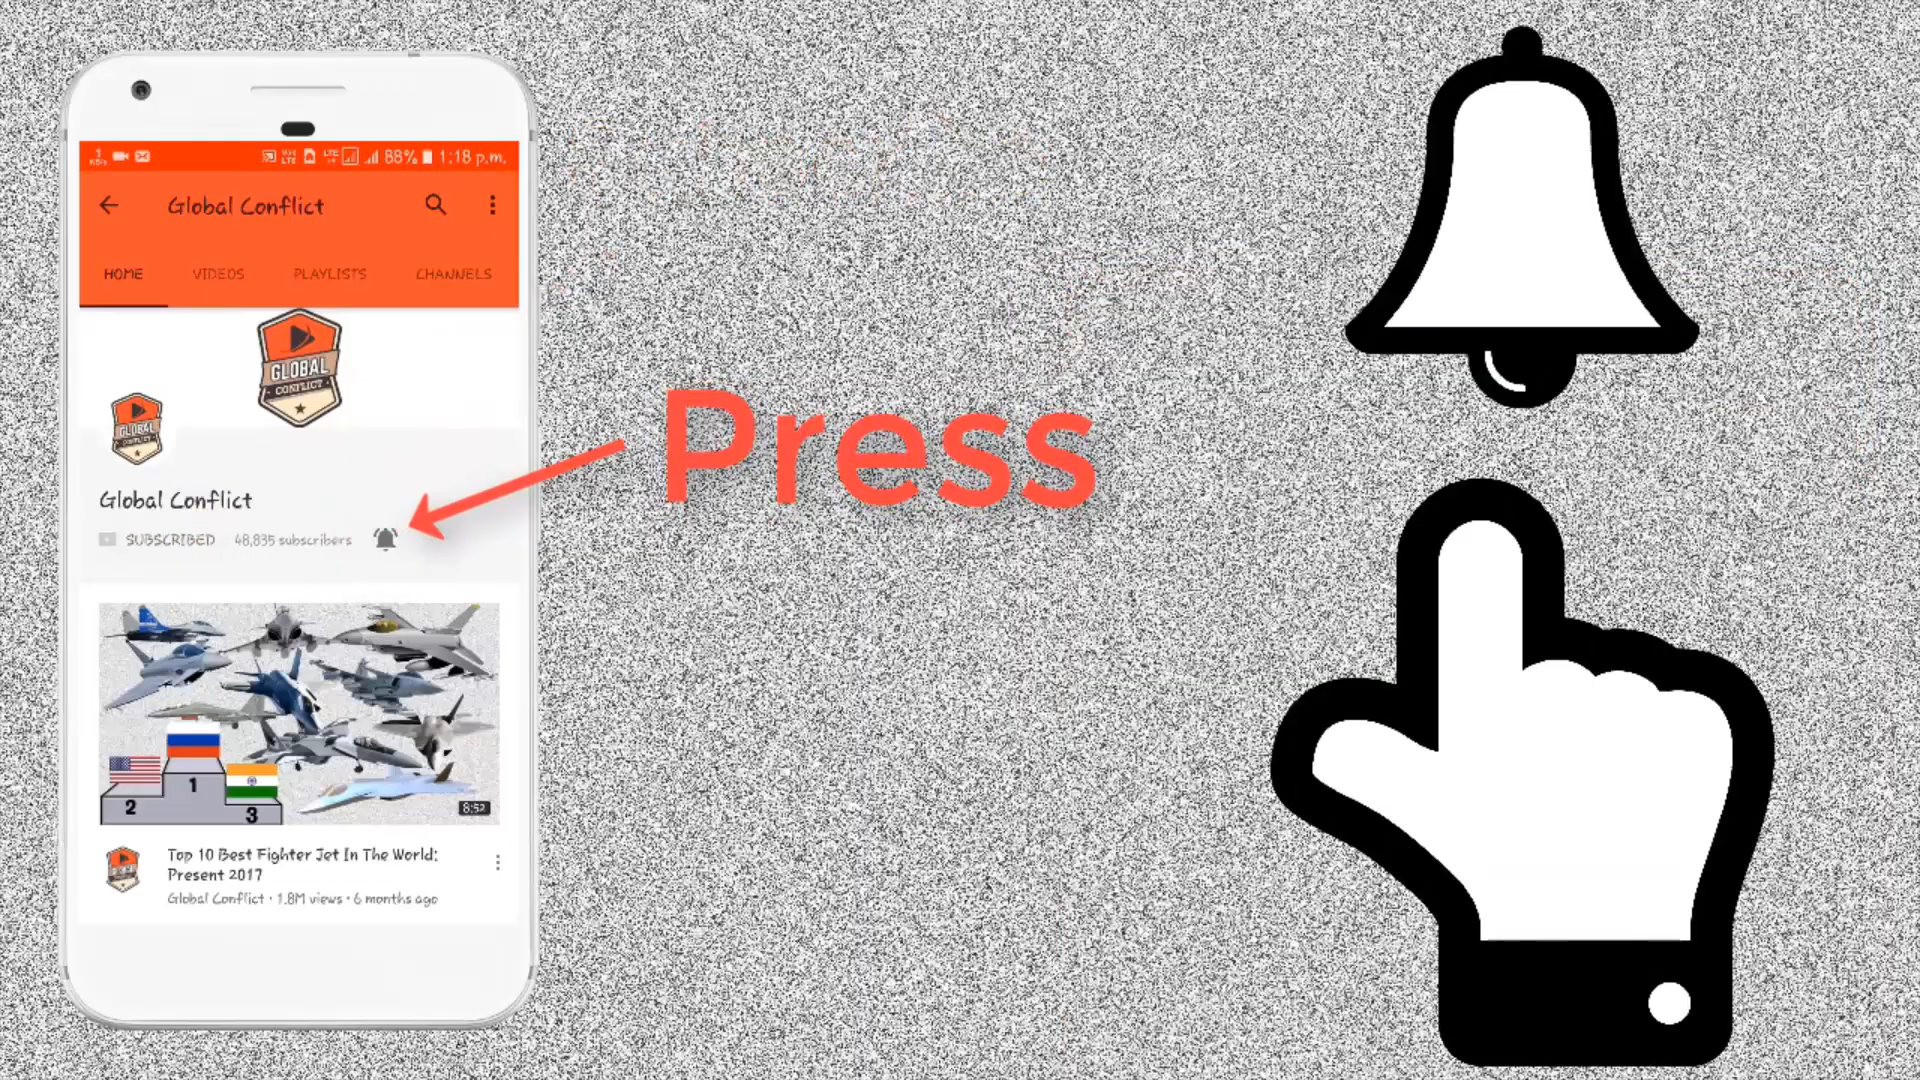 88% 1:18 p.m.
Global Conflict
HOME VIDEOS PLAYLISTS CHANNELS
GLOBAL
CONFLICT
GLOBAL
CONFLICT
Press
Global Conflict
SUBSCRIBED 48,835 subscribers
1
2
3
8:52
Top 10 Best Fighter Jet In The World:
Present 2017
Global Conflict · 1.8M views · 6 months ago